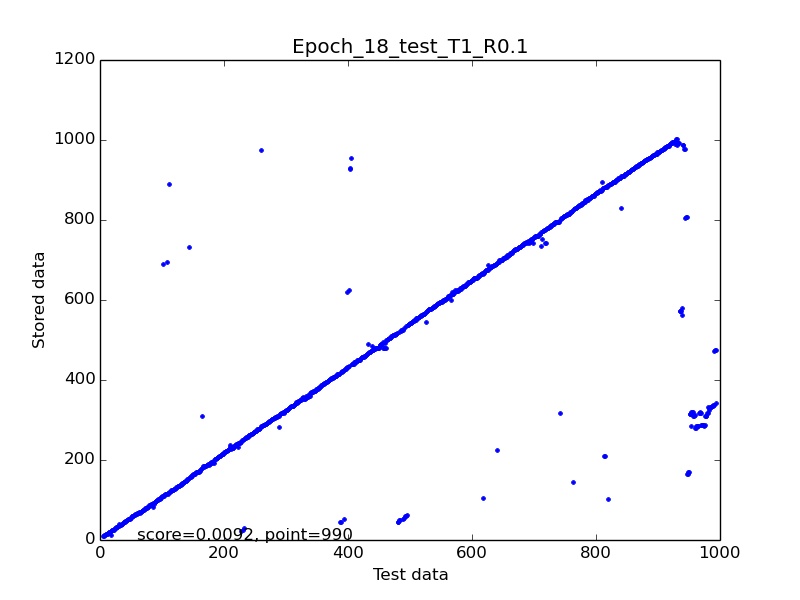 Epoch_18_test_T1_R0.1
1200
1000
800
600
400
200
0
Stored data
score=0.0092, point=990
0 200 400 600 800 1000
Test data